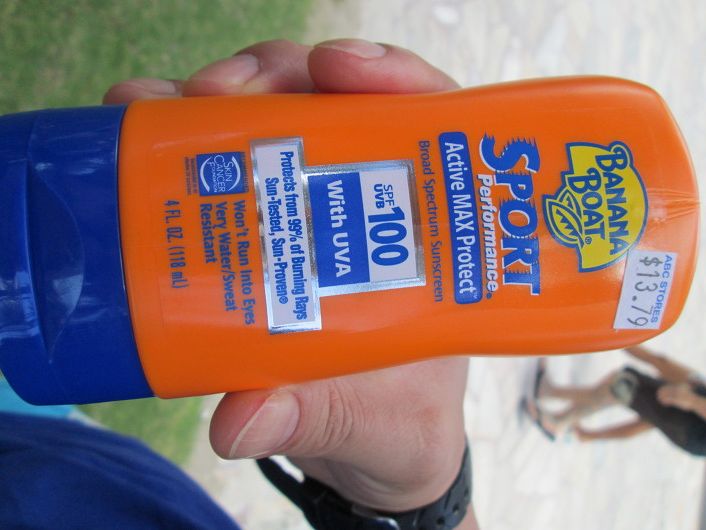 ABC STORES
$13.79
BANANA
BOAT®
SPORT
Performance®
Active MAX Protect™
Broad Spectrum Sunscreen
SPF
UVB 100
With UVA
Protects from 99% of Burning Rays
Sun-Tested, Sun-Proven®
SKIN
CANCER
Won't Run Into Eyes
Very Water/Sweat
Resistant
4 FL. OZ. (118 mL)